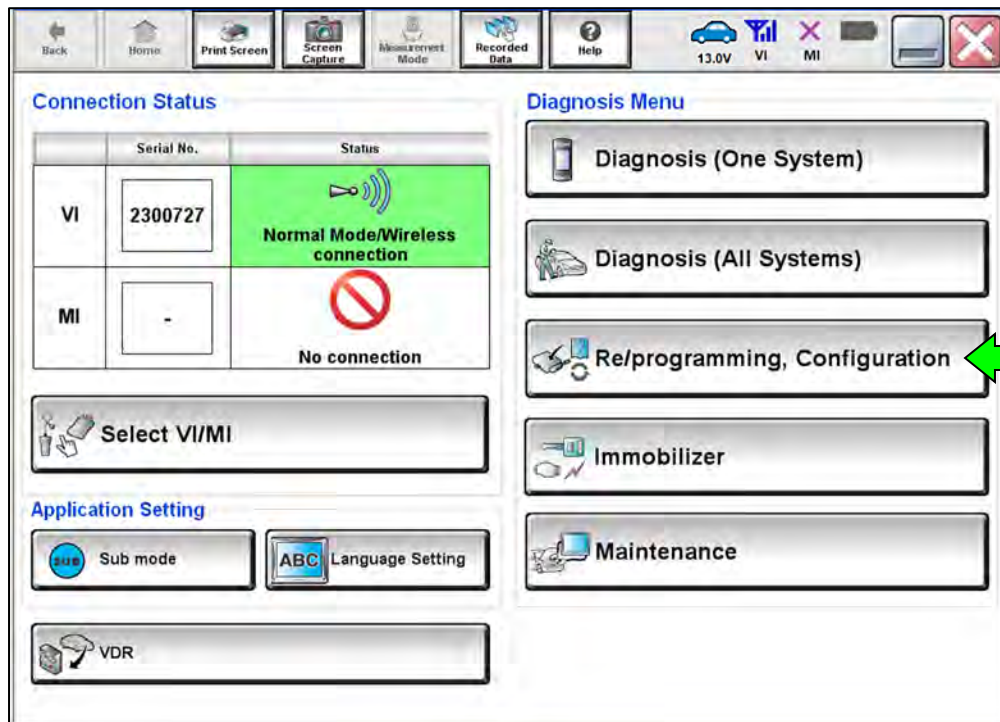 Back
Home
Print Screen
Screen
Capture
Measurement
Mode
Recorded
Data
Help
13.0V
VI
MI
Connection Status
Serial No.
Status
VI
2300727
Normal Mode/Wireless
connection
MI
-
No connection
Select VI/MI
Application Setting
SUB
Sub mode
ABC
Language Setting
VDR
Diagnosis Menu
Diagnosis (One System)
Diagnosis (All Systems)
Re/programming, Configuration
Immobilizer
Maintenance